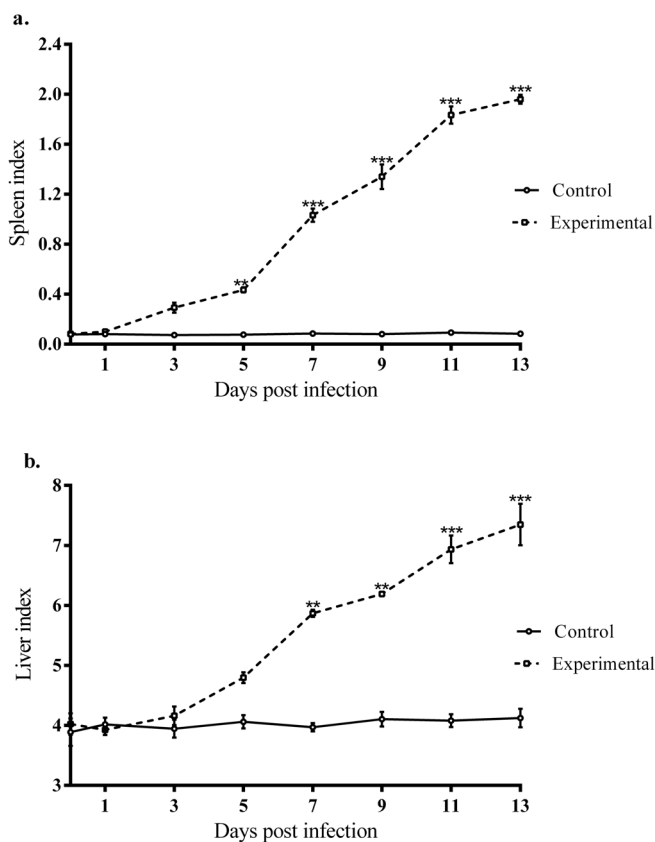 a.
2.4
2.0
1.6
1.2
0.8
0.4
0.0
Spleen index
**
***
***
***
***
Control
Experimental
1 3 5 7 9 11 13
Days post infection
b.
8
7
6
5
4
3
Liver index
**
**
***
***
Control
Experimental
1 3 5 7 9 11 13
Days post infection